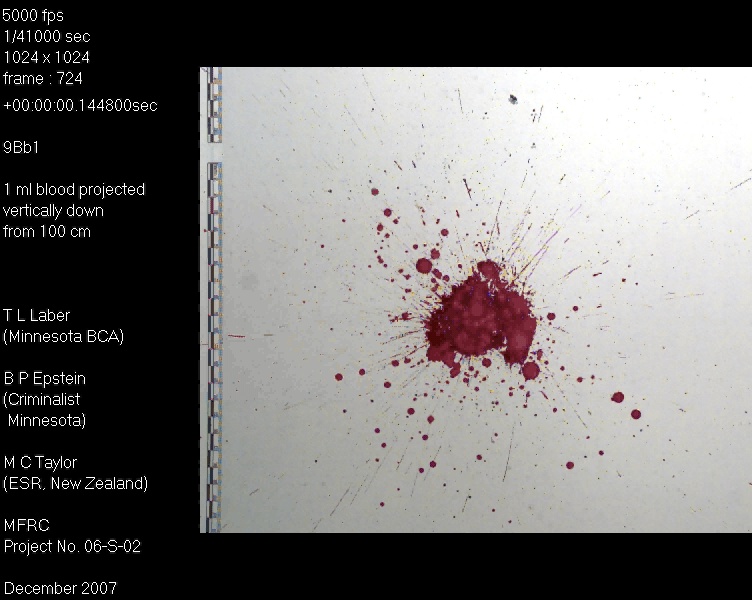 5000 fps
1/41000 sec
1024 x 1024
frame : 724
+00:00:00.144800sec
9Bb1
1 ml blood projected
vertically down
from 100 cm
T L Laber
(Minnesota BCA)
B P Epstein
(Criminalist
Minnesota)
M C Taylor
(ESR, New Zealand)
MFRC
Project No. 06-S-02
December 2007